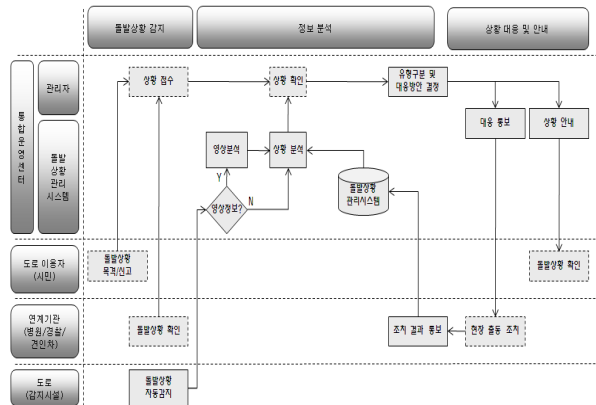 돌발상황 감지
정보 분석
상황 대응 및 안내
통합운영센터
관리자
돌발
상황
관리
시스템
상황 접수
상황 확인
유형구분 및
대응방안 결정
대응 통보
상황 안내
영상분석
상황 분석
Y
N
영상정보?
돌발상황
관리시스템
도로 이용자
(시민)
돌발상황
목격/신고
돌발상황 확인
연계기관
(병원/경찰/
견인차)
돌발상황 확인
조치 결과 통보
현장 출동 조치
도로
(감지시설)
돌발상황
자동감지